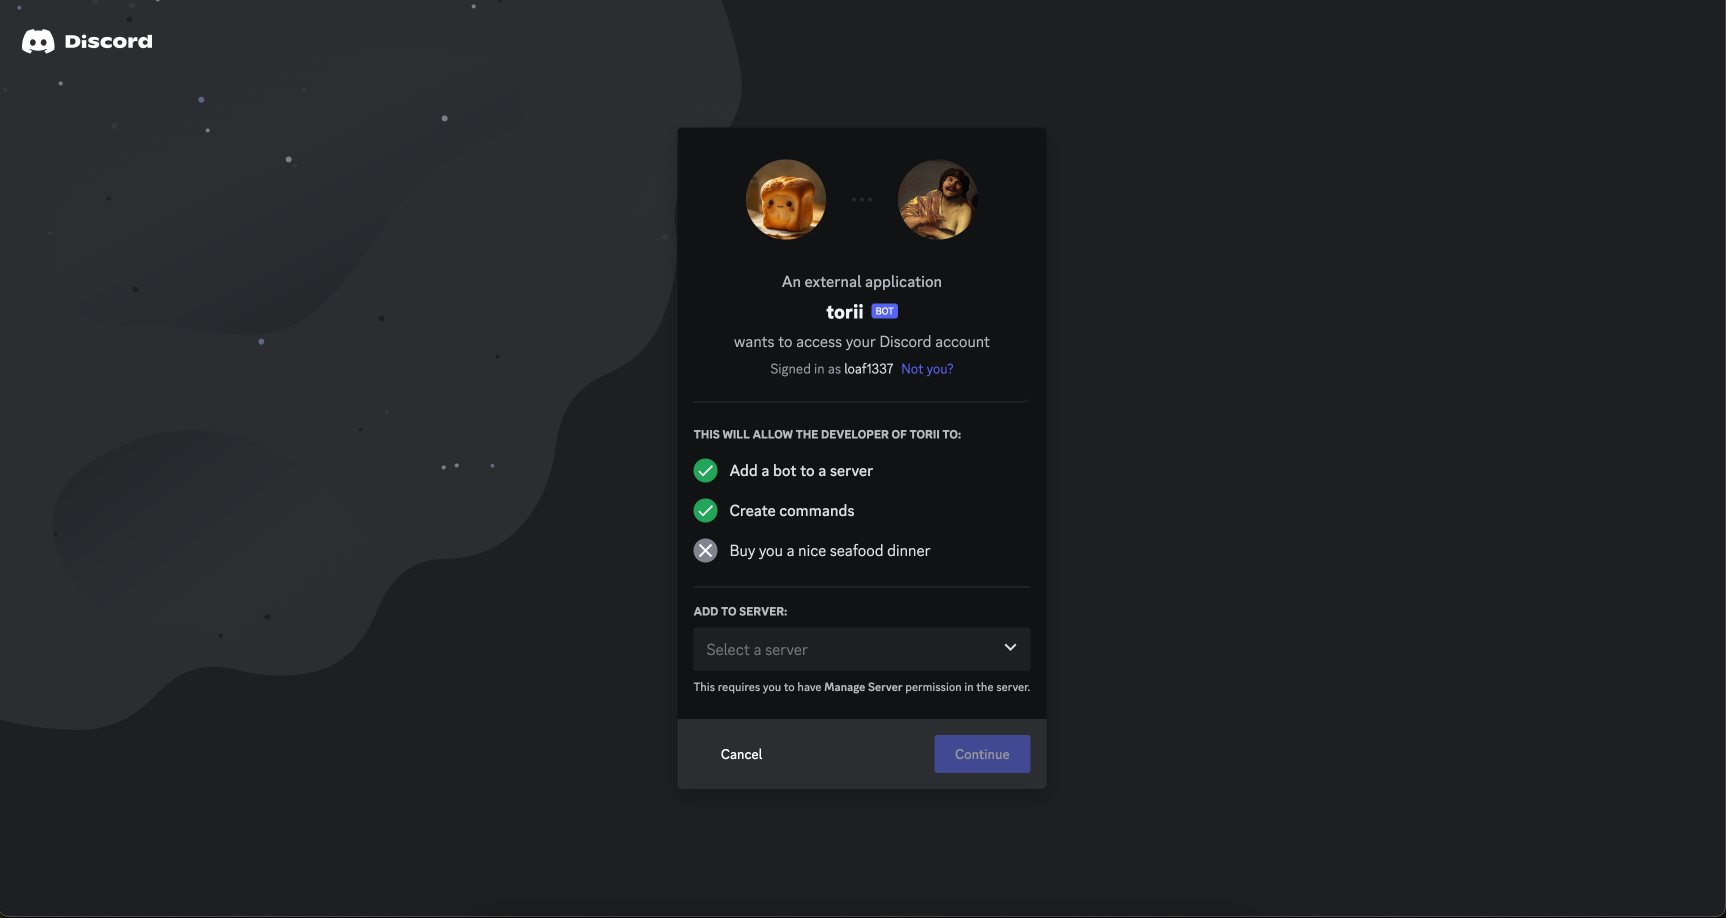 Discord
An external application
torii BOT
wants to access your Discord account
Signed in as loaf1337 Not you?
THIS WILL ALLOW THE DEVELOPER OF TORII TO:
Add a bot to a server
Create commands
Buy you a nice seafood dinner
ADD TO SERVER:
Select a server
This requires you to have Manage Server permission in the server.
Cancel
Continue